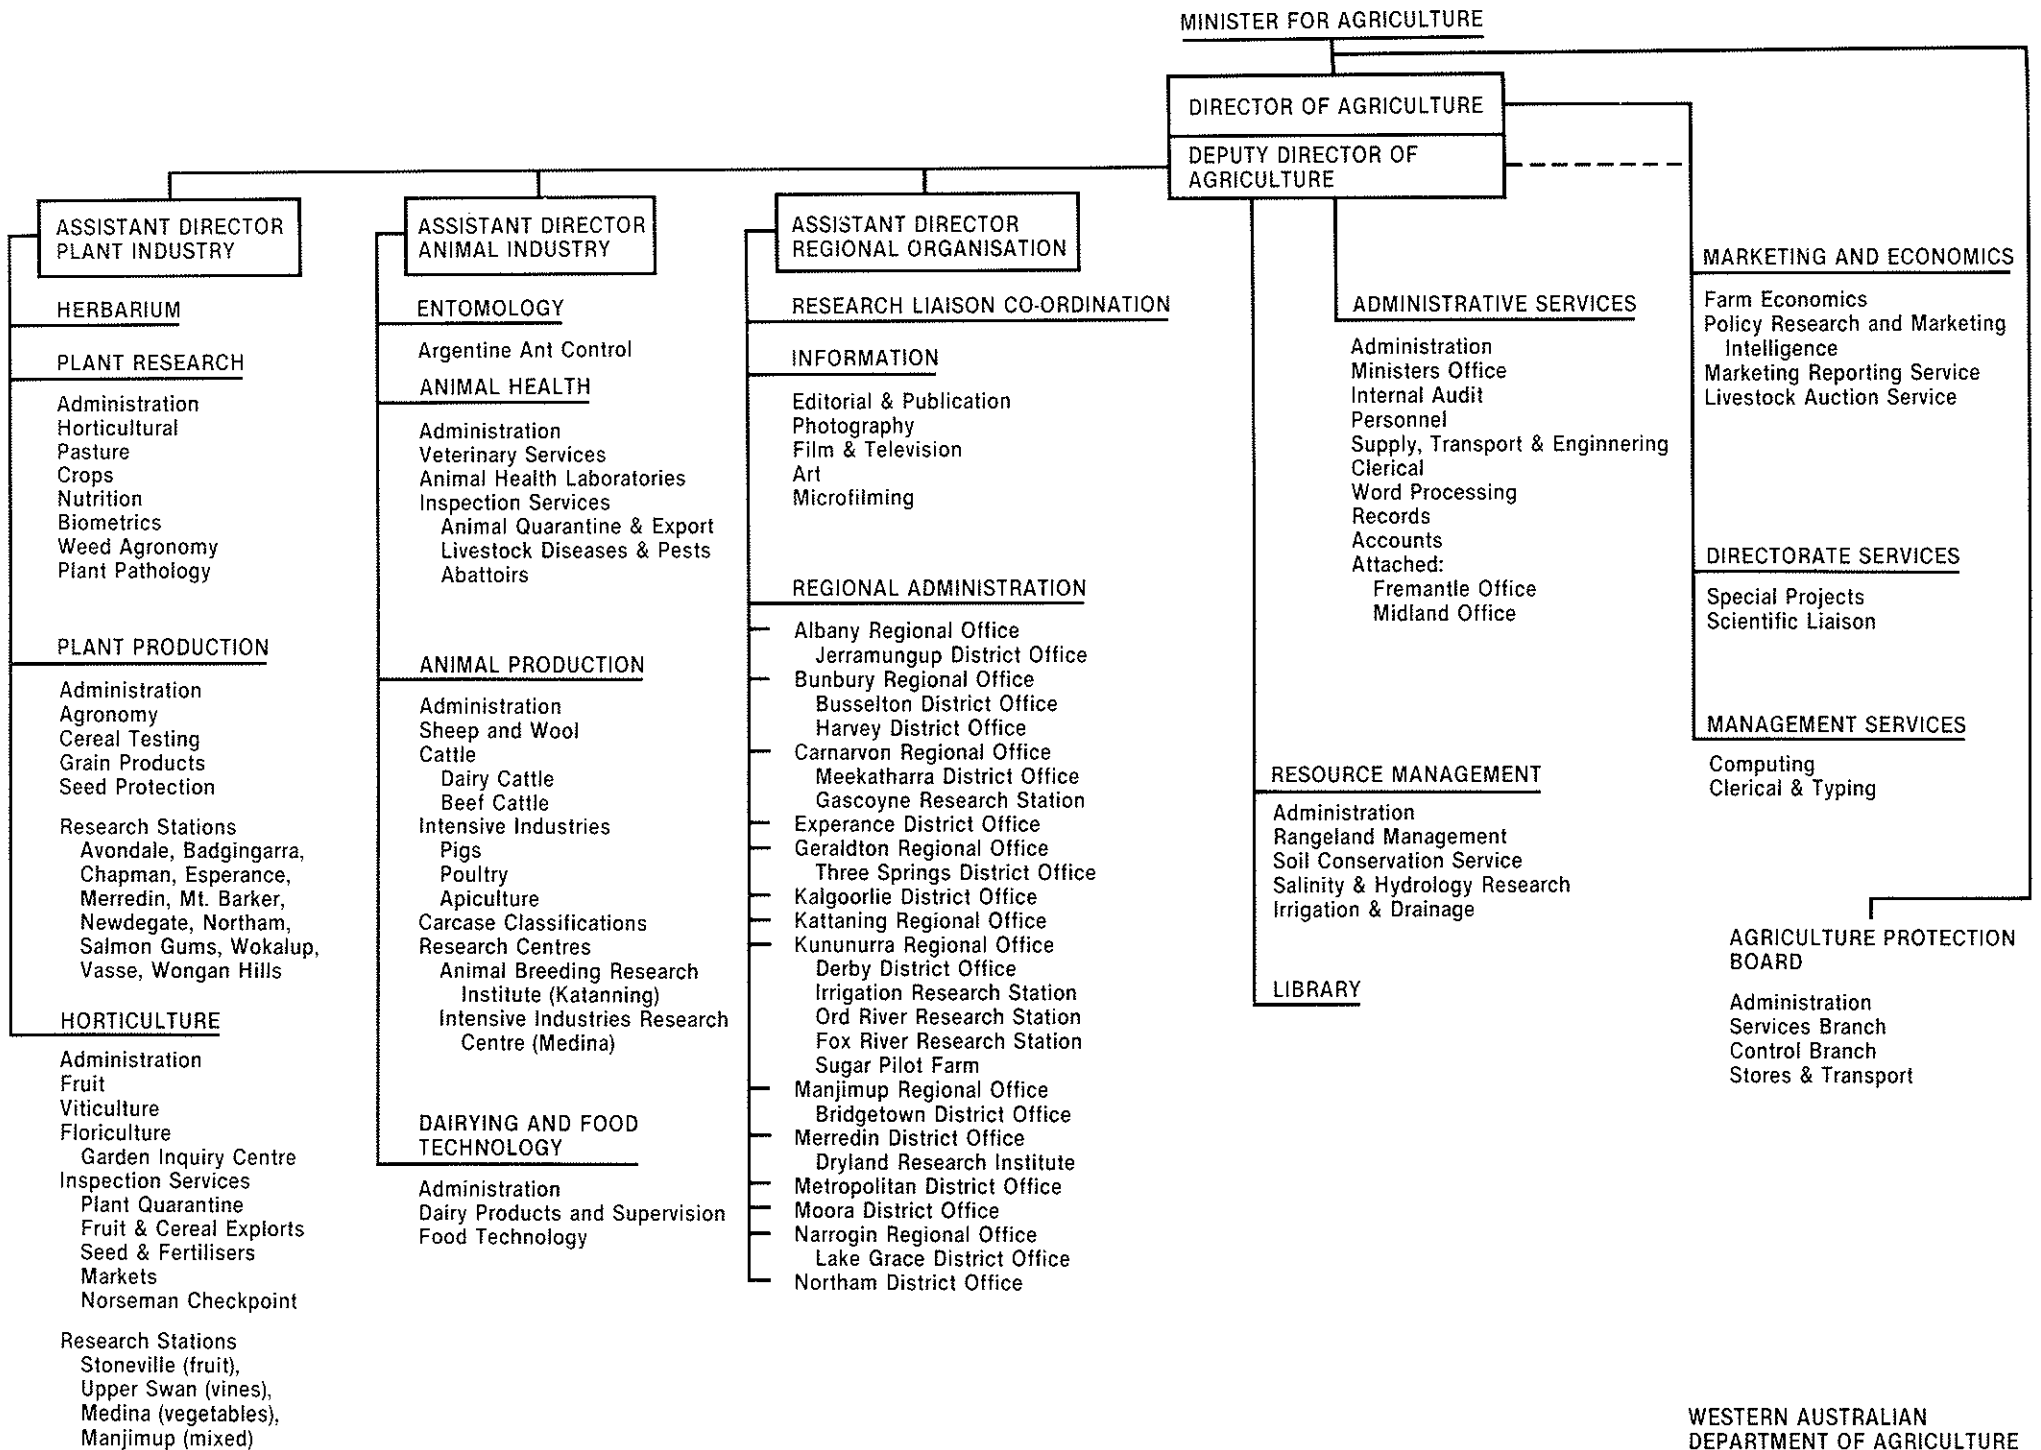 MINISTER FOR AGRICULTURE
DIRECTOR OF AGRICULTURE
DEPUTY DIRECTOR OF
AGRICULTURE
ASSISTANT DIRECTOR
PLANT INDUSTRY
HERBARIUM
PLANT RESEARCH
Administration
Horticultural
Pasture
Crops
Nutrition
Biometrics
Weed Agronomy
Plant Pathology
PLANT PRODUCTION
Administration
Agronomy
Cereal Testing
Grain Products
Seed Protection
Research Stations
Avondale, Badgingarra,
Chapman, Esperance,
Merredin, Mt. Barker,
Newdegate, Northam,
Salmon Gums, Wokalup,
Vasse, Wongan Hills
HORTICULTURE
Administration
Fruit
Viticulture
Floriculture
Garden Inquiry Centre
Inspection Services
Plant Quarantine
Fruit & Cereal Explorts
Seed & Fertilisers
Markets
Norseman Checkpoint
Research Stations
Stoneville (fruit),
Upper Swan (vines),
Medina (vegetables),
Manjimup (mixed)
ASSISTANT DIRECTOR
ANIMAL INDUSTRY
ENTOMOLOGY
Argentine Ant Control
ANIMAL HEALTH
Administration
Veterinary Services
Animal Health Laboratories
Inspection Services
Animal Quarantine & Export
Livestock Diseases & Pests
Abattoirs
ANIMAL PRODUCTION
Administration
Sheep and Wool
Cattle
Dairy Cattle
Beef Cattle
Intensive Industries
Pigs
Poultry
Apiculture
Carcase Classifications
Research Centres
Animal Breeding Research
Institute (Katanning)
Intensive Industries Research
Centre (Medina)
DAIRYING AND FOOD
TECHNOLOGY
Administration
Dairy Products and Supervision
Food Technology
ASSISTANT DIRECTOR
REGIONAL ORGANISATION
RESEARCH LIAISON CO-ORDINATION
INFORMATION
Editorial & Publication
Photography
Film & Television
Art
Microfilming
REGIONAL ADMINISTRATION
Albany Regional Office
Jerramungup District Office
Bunbury Regional Office
Busselton District Office
Harvey District Office
Carnarvon Regional Office
Meekatharra District Office
Gascoyne Research Station
Experance District Office
Geraldton Regional Office
Three Springs District Office
Kalgoorlie District Office
Kattaning Regional Office
Kununurra Regional Office
Derby District Office
Irrigation Research Station
Ord River Research Station
Fox River Research Station
Sugar Pilot Farm
Manjimup Regional Office
Bridgetown District Office
Merredin District Office
Dryland Research Institute
Metropolitan District Office
Moora District Office
Narrogin Regional Office
Lake Grace District Office
Northam District Office
ADMINISTRATIVE SERVICES
Administration
Ministers Office
Internal Audit
Personnel
Supply, Transport & Enginnering
Clerical
Word Processing
Records
Accounts
Attached:
Fremantle Office
Midland Office
RESOURCE MANAGEMENT
Administration
Rangeland Management
Soil Conservation Service
Salinity & Hydrology Research
Irrigation & Drainage
LIBRARY
MARKETING AND ECONOMICS
Farm Economics
Policy Research and Marketing
Intelligence
Marketing Reporting Service
Livestock Auction Service
DIRECTORATE SERVICES
Special Projects
Scientific Liaison
MANAGEMENT SERVICES
Computing
Clerical & Typing
AGRICULTURE PROTECTION
BOARD
Administration
Services Branch
Control Branch
Stores & Transport
WESTERN AUSTRALIAN
DEPARTMENT OF AGRICULTURE